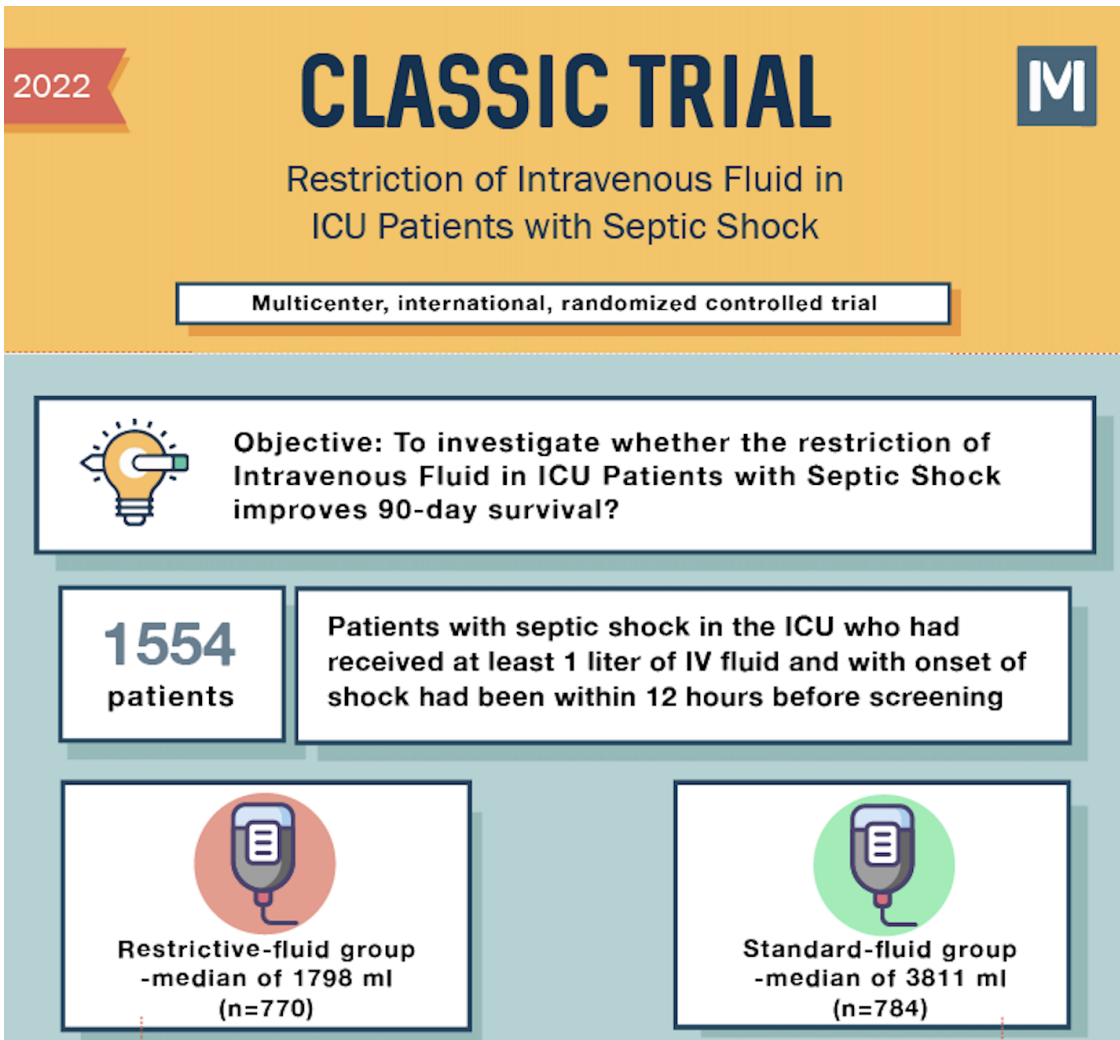 2022
CLASSIC TRIAL
M
Restriction of Intravenous Fluid in
ICU Patients with Septic Shock
Multicenter, international, randomized controlled trial
Objective: To investigate whether the restriction of
Intravenous Fluid in ICU Patients with Septic Shock
improves 90-day survival?
1554
patients
Patients with septic shock in the ICU who had
received at least 1 liter of IV fluid and with onset of
shock had been within 12 hours before screening
Restrictive-fluid group
-median of 1798 ml
(n=770)
Standard-fluid group
-median of 3811 ml
(n=784)